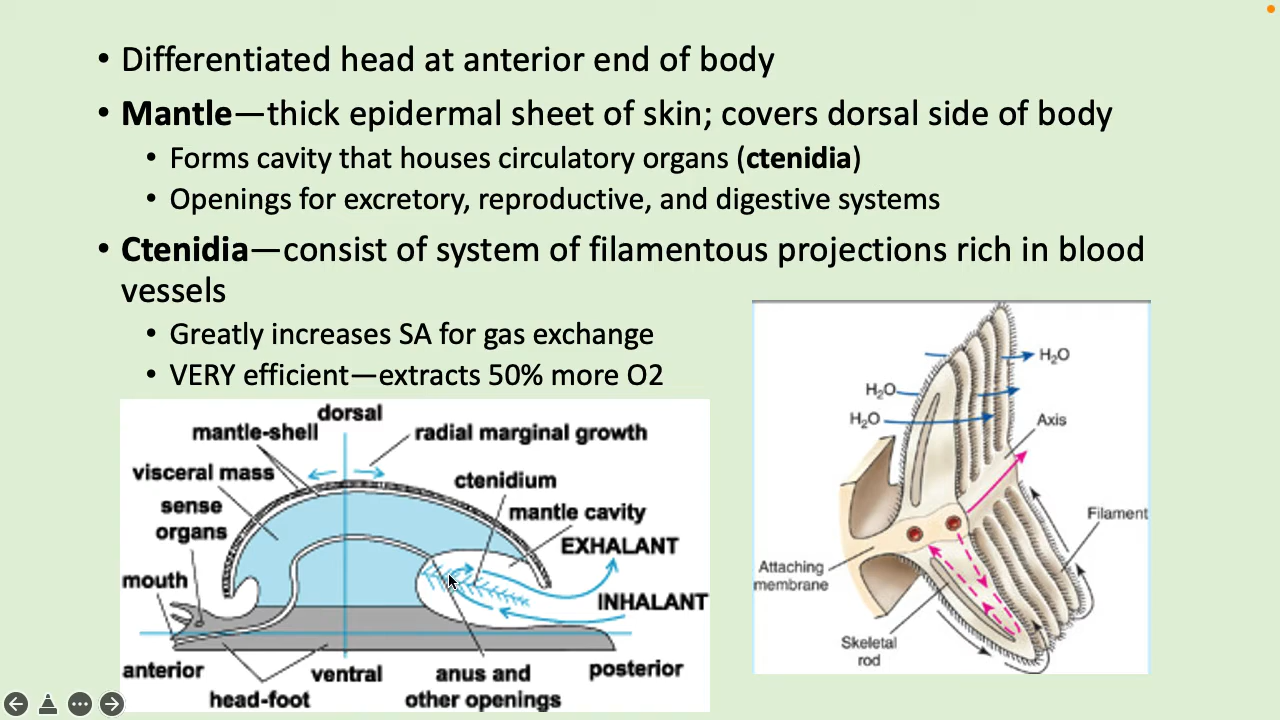 • Differentiated head at anterior end of body
• Mantle—thick epidermal sheet of skin; covers dorsal side of body
• Forms cavity that houses circulatory organs (ctenidia)
• Openings for excretory, reproductive, and digestive systems
• Ctenidia—consist of system of filamentous projections rich in blood
vessels
• Greatly increases SA for gas exchange
• VERY efficient—extracts 50% more O2
dorsal
mantle-shell
radial marginal growth
visceral mass
ctenidium
sense
organs
mantle cavity
EXHALANT
mouth
INHALANT
anterior
ventral
anus and
other openings
posterior
head-foot
H₂O
H₂O
H₂O
Axis
Filament
Attaching
membrane
Skeletal
rod